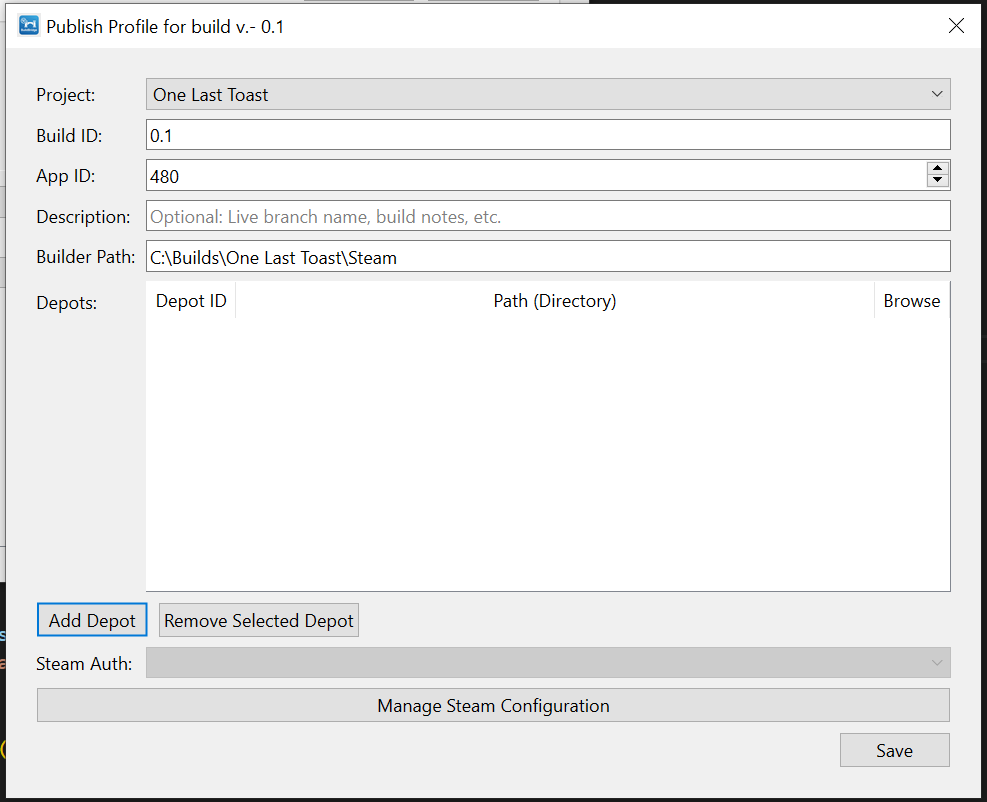 Publish Profile for build v.- 0.1
Project: One Last Toast
Build ID: 0.1
App ID: 480
Description: Optional: Live branch name, build notes, etc.
Builder Path: C:\Builds\One Last Toast\Steam
Depots: Depot ID Path (Directory) Browse
Add Depot Remove Selected Depot
Steam Auth:
Manage Steam Configuration
Save